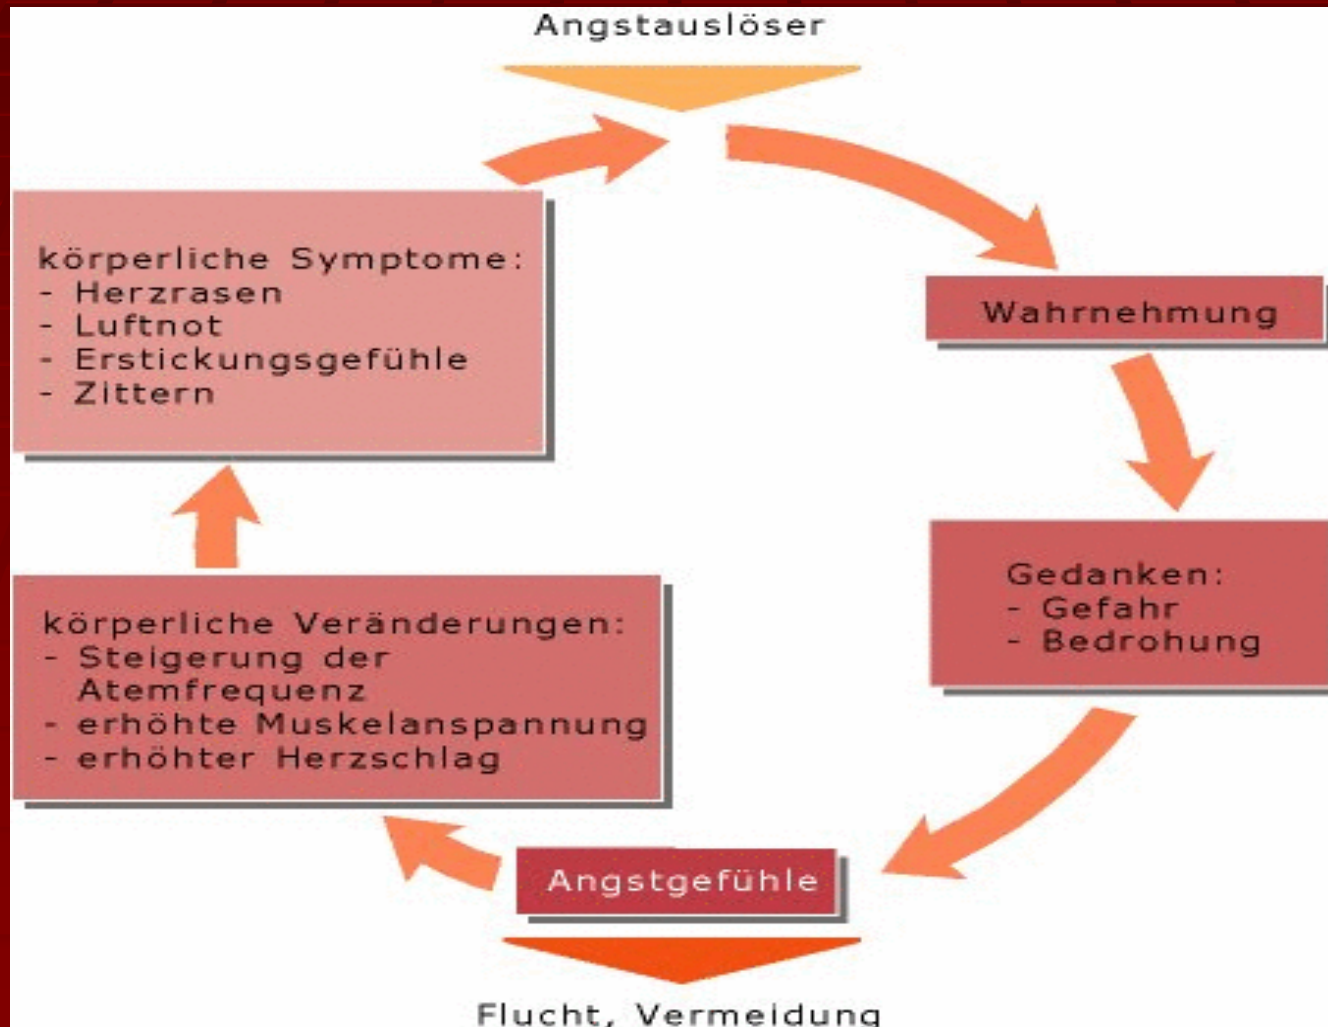 Angstauslöser
Wahrnehmung
Gedanken:
- Gefahr
- Bedrohung
Angstgefühle
Flucht, Vermeidung
körperliche Veränderungen:
- Steigerung der
Atemfrequenz
- erhöhte Muskelanspannung
- erhöhter Herzschlag
körperliche Symptome:
- Herzrasen
- Luftnot
- Erstickungsgefühle
- Zittern